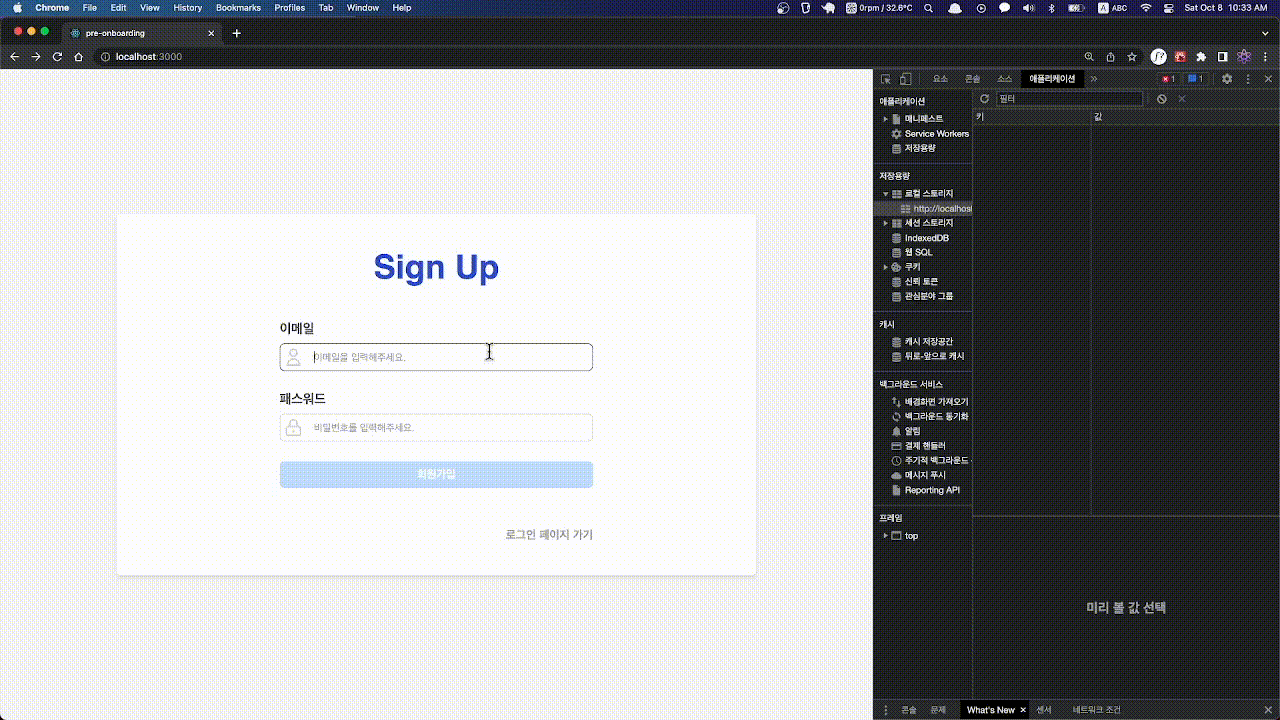 Chrome File Edit View History Bookmarks Profiles Tab Window Help 0rpm / 32.6°C ABC Sat Oct 8 10:33 AM
pre-onboarding
localhost:3000
요소 콘솔 소스 애플리케이션 » 1 1
Sign Up
이메일
이메일을 입력해주세요.
패스워드
비밀번호를 입력해주세요.
회원가입
로그인 페이지 가기
애플리케이션
매니페스트
Service Workers
저장용량
저장용량
로컬 스토리지
http://localhost
세션 스토리지
IndexedDB
웹 SQL
쿠키
신뢰 토큰
관심분야 그룹
캐시
캐시 저장공간
뒤로-앞으로 캐시
백그라운드 서비스
배경화면 가져오기
백그라운드 동기화
알림
결제 핸들러
주기적 백그라운드
메시지 푸시
Reporting API
프레임
top
필터
키 값
미리 볼 값 선택
콘솔 문제 What's New 센서 네트워크 조건